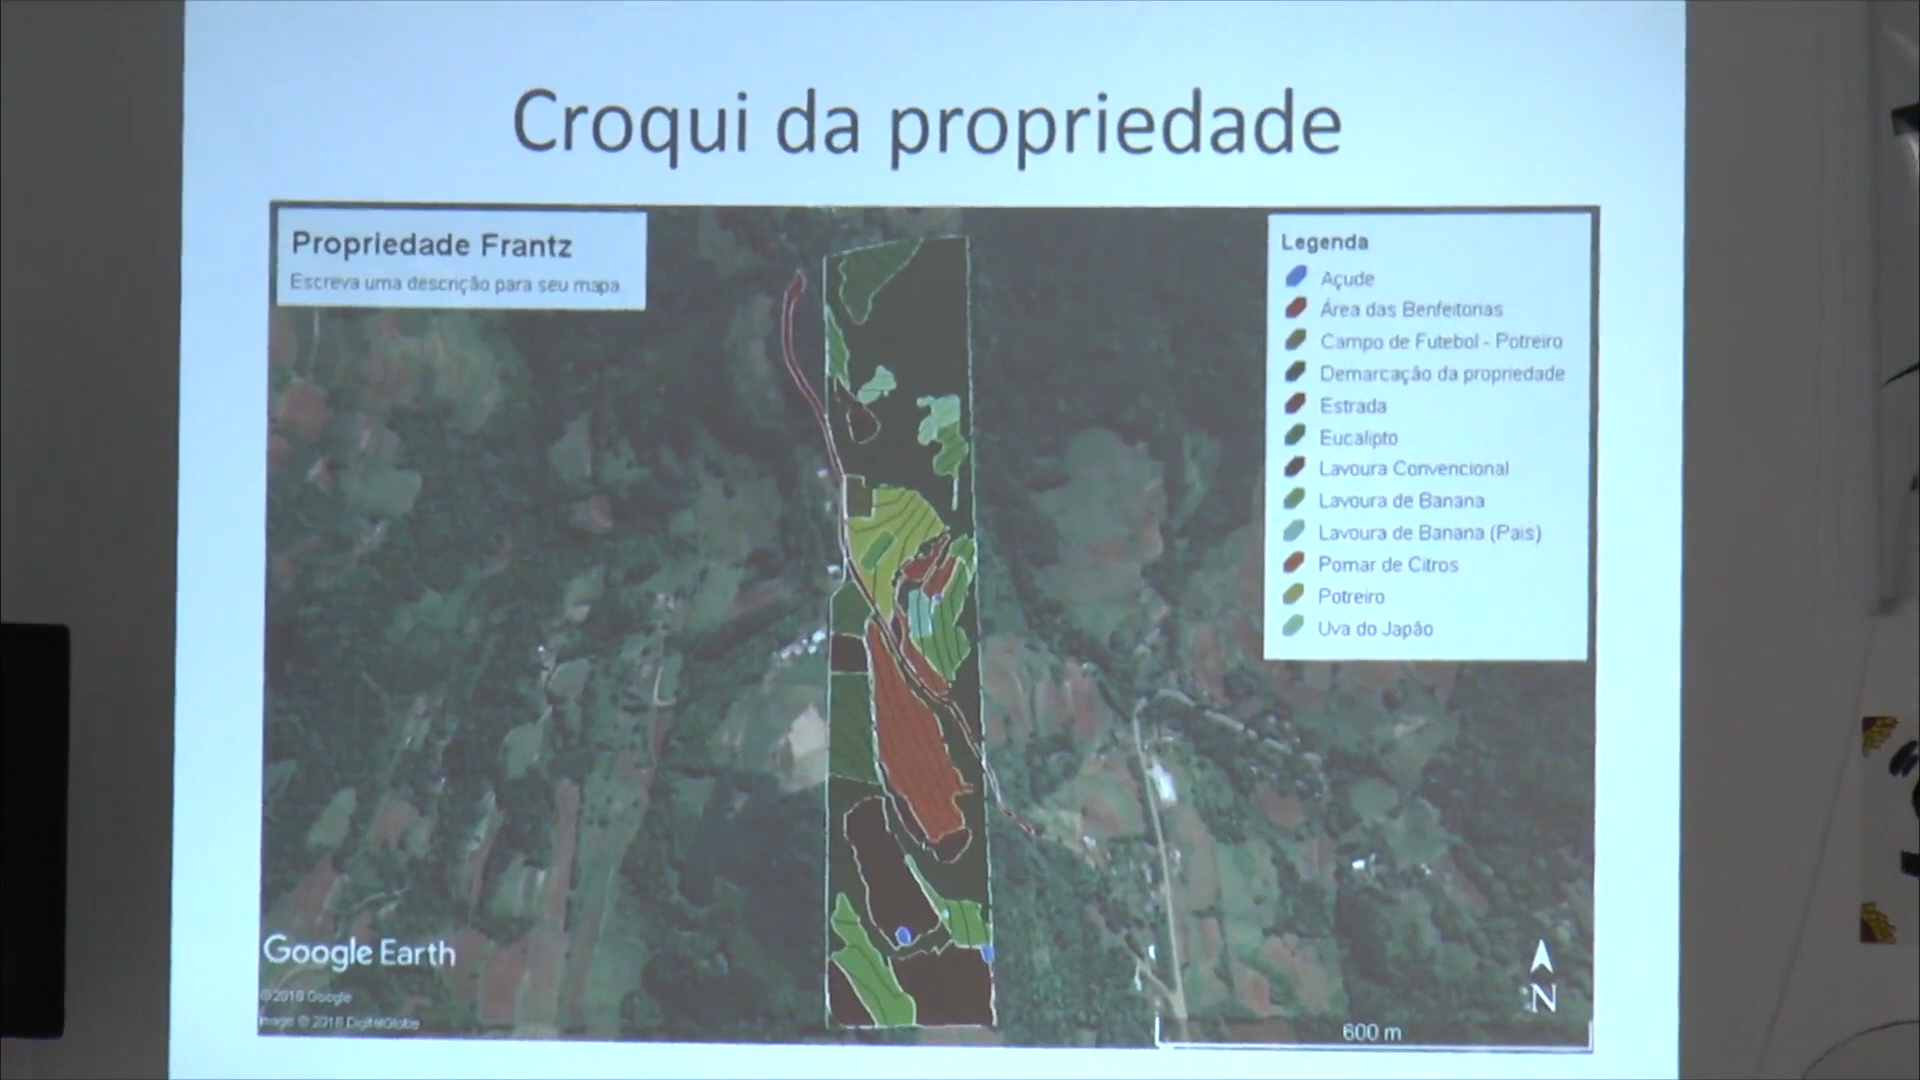 Croqui da propriedade
Propriedade Frantz
Escreva uma descrição para seu mapa.
Legenda
Açude
Área das Benfeitorias
Campo de Futebol - Potreiro
Demarcação da propriedade
Estrada
Eucalipto
Lavoura Convencional
Lavoura de Banana
Lavoura de Banana (Pais)
Pomar de Citros
Potreiro
Uva do Japão
Google Earth
© 2018 Google
Image © 2018 DigitalGlobe
N
600 m